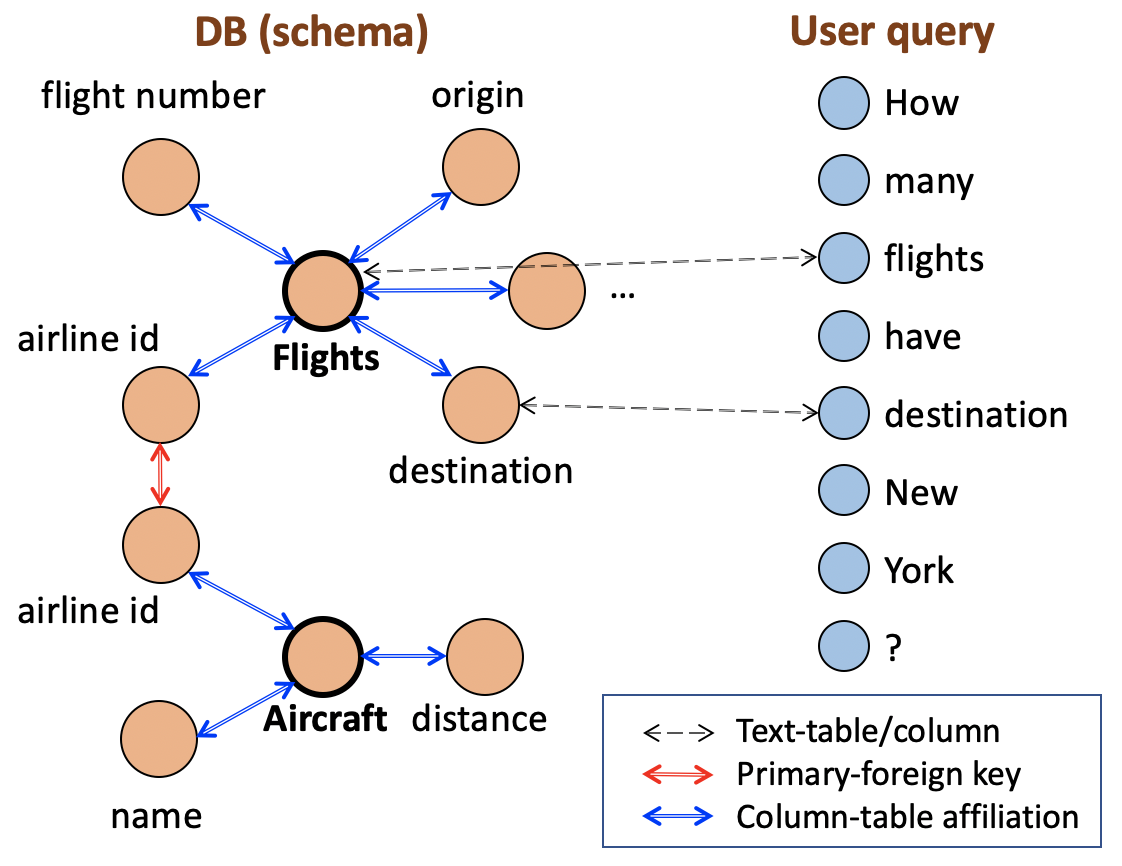 DB (schema)
User query
flight number
origin
How
many
flights
...
airline id
Flights
have
destination
destination
New
York
airline id
?
Aircraft
distance
name
Text-table/column
Primary-foreign key
Column-table affiliation